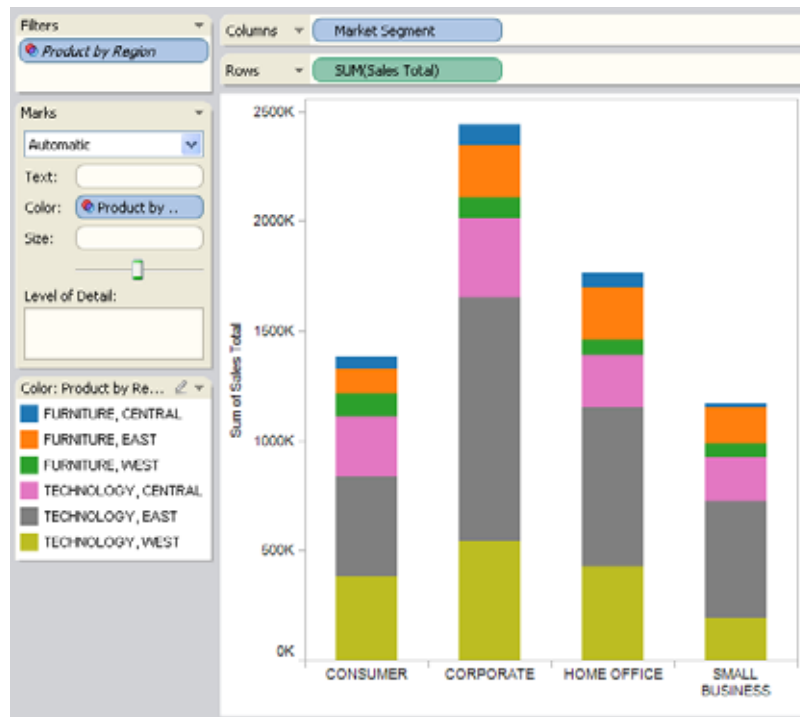 Filters
Product by Region
Columns Market Segment
Rows SUM(Sales Total)
Marks
Automatic
Text:
Color: Product by ..
Size:
Level of Detail:
Color: Product by Re...
FURNITURE, CENTRAL
FURNITURE, EAST
FURNITURE, WEST
TECHNOLOGY, CENTRAL
TECHNOLOGY, EAST
TECHNOLOGY, WEST
Sum of Sales Total
2500K
2000K
1500K
1000K
500K
0K
CONSUMER CORPORATE HOME OFFICE SMALL
BUSINESS